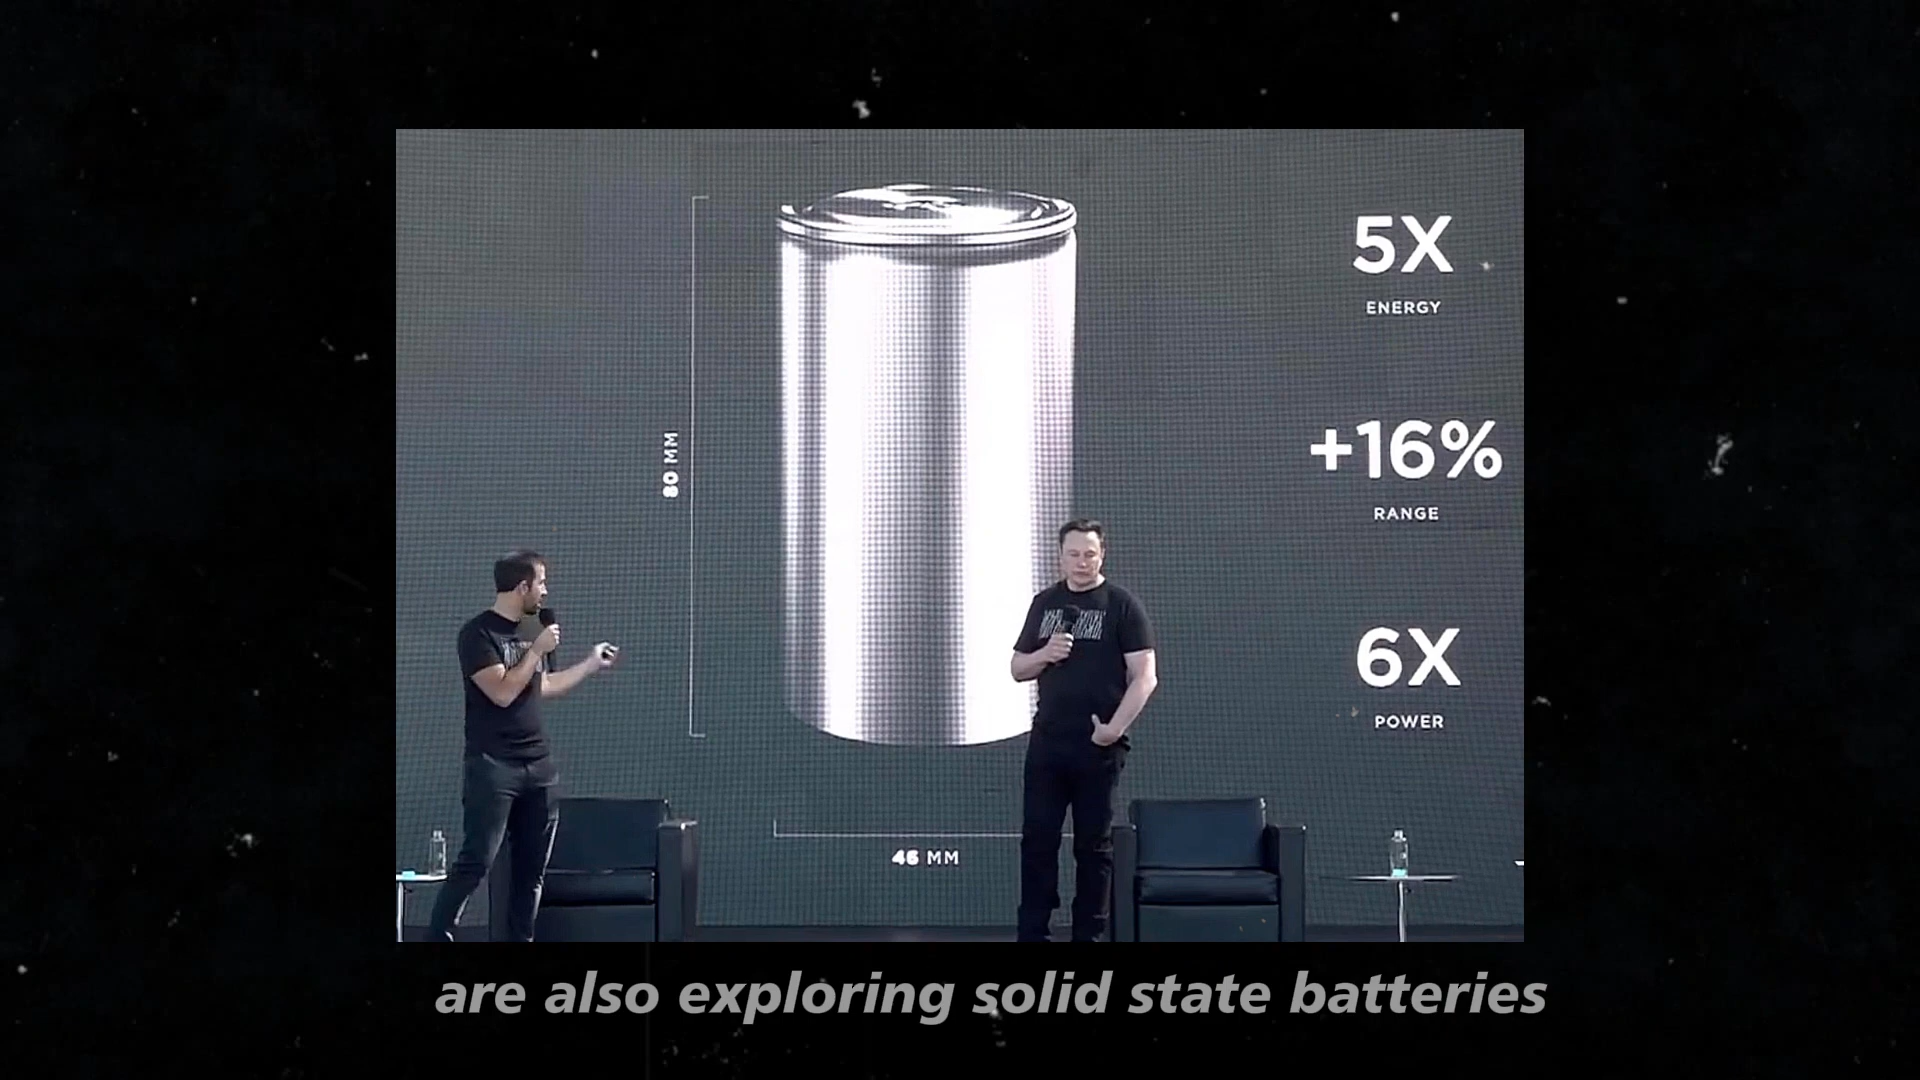 5X
ENERGY
+16%
RANGE
6X
POWER
80 MM
46 MM
are also exploring solid state batteries